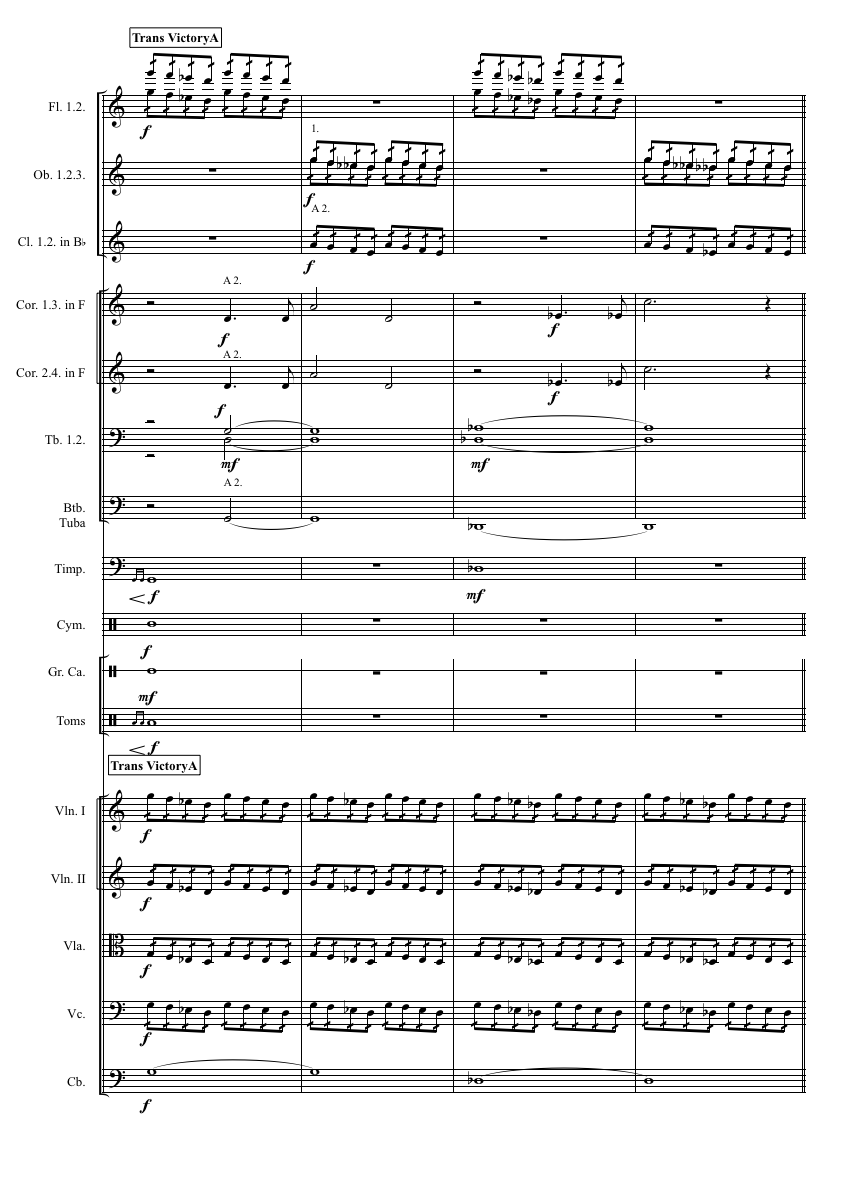 Trans VictoryA
Fl. 1.2.
f
1.
Ob. 1.2.3.
f
A 2.
Cl. 1.2. in B♭
f
A 2.
Cor. 1.3. in F
f
f
A 2.
Cor. 2.4. in F
f
f
Tb. 1.2.
mf
mf
A 2.
Btb.
Tuba
Timp.
f
mf
Cym.
f
Gr. Ca.
mf
Toms
f
Trans VictoryA
Vln. I
f
Vln. II
f
Vla.
f
Vc.
f
Cb.
f